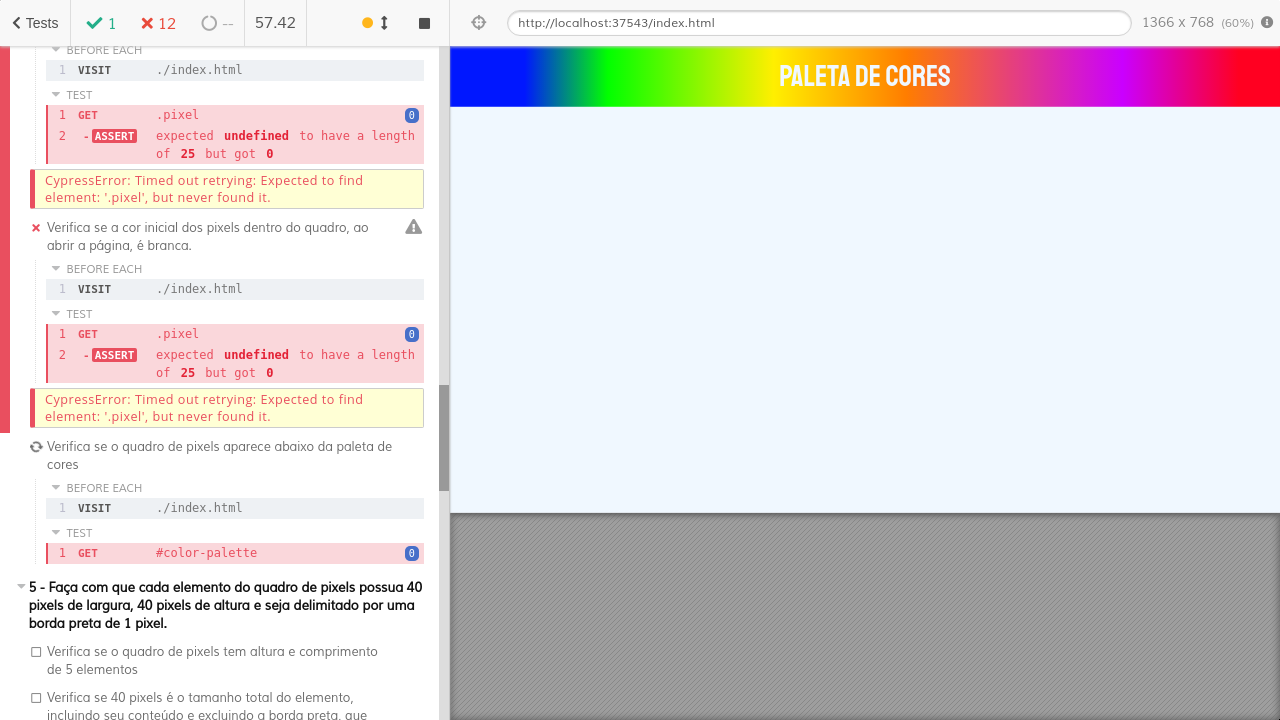 Tests
1
12
--
57.42
http://localhost:37543/index.html
1366 x 768 (60%)
BEFORE EACH
1 VISIT ./index.html
TEST
1 GET .pixel 0
2 -ASSERT expected undefined to have a length
of 25 but got 0
CypressError: Timed out retrying: Expected to find
element: '.pixel', but never found it.
Verifica se a cor inicial dos pixels dentro do quadro, ao
abrir a página, é branca.
BEFORE EACH
1 VISIT ./index.html
TEST
1 GET .pixel 0
2 -ASSERT expected undefined to have a length
of 25 but got 0
CypressError: Timed out retrying: Expected to find
element: '.pixel', but never found it.
Verifica se o quadro de pixels aparece abaixo da paleta de
cores
BEFORE EACH
1 VISIT ./index.html
TEST
1 GET #color-palette 0
5 - Faça com que cada elemento do quadro de pixels possua 40
pixels de largura, 40 pixels de altura e seja delimitado por uma
borda preta de 1 pixel.
Verifica se o quadro de pixels tem altura e comprimento
de 5 elementos
Verifica se 40 pixels é o tamanho total do elemento,
incluindo seu conteúdo e excluindo a borda preta, que
PALETA DE CORES